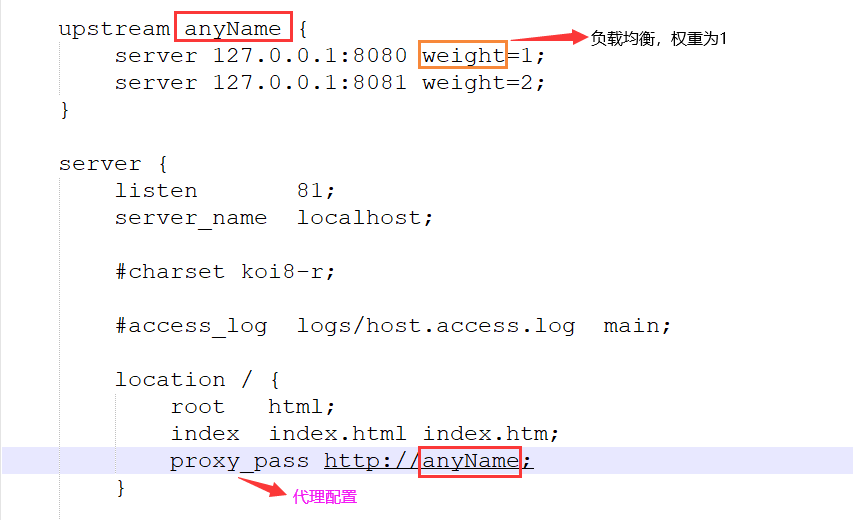 upstream anyName {
server 127.0.0.1:8080 weight=1;
负载均衡，权重为1
server 127.0.0.1:8081 weight=2;
}
server {
listen 81;
server_name localhost;
#charset koi8-r;
#access_log logs/host.access.log main;
location / {
root html;
index index.html index.htm;
proxy_pass http://anyName;
代理配置
}